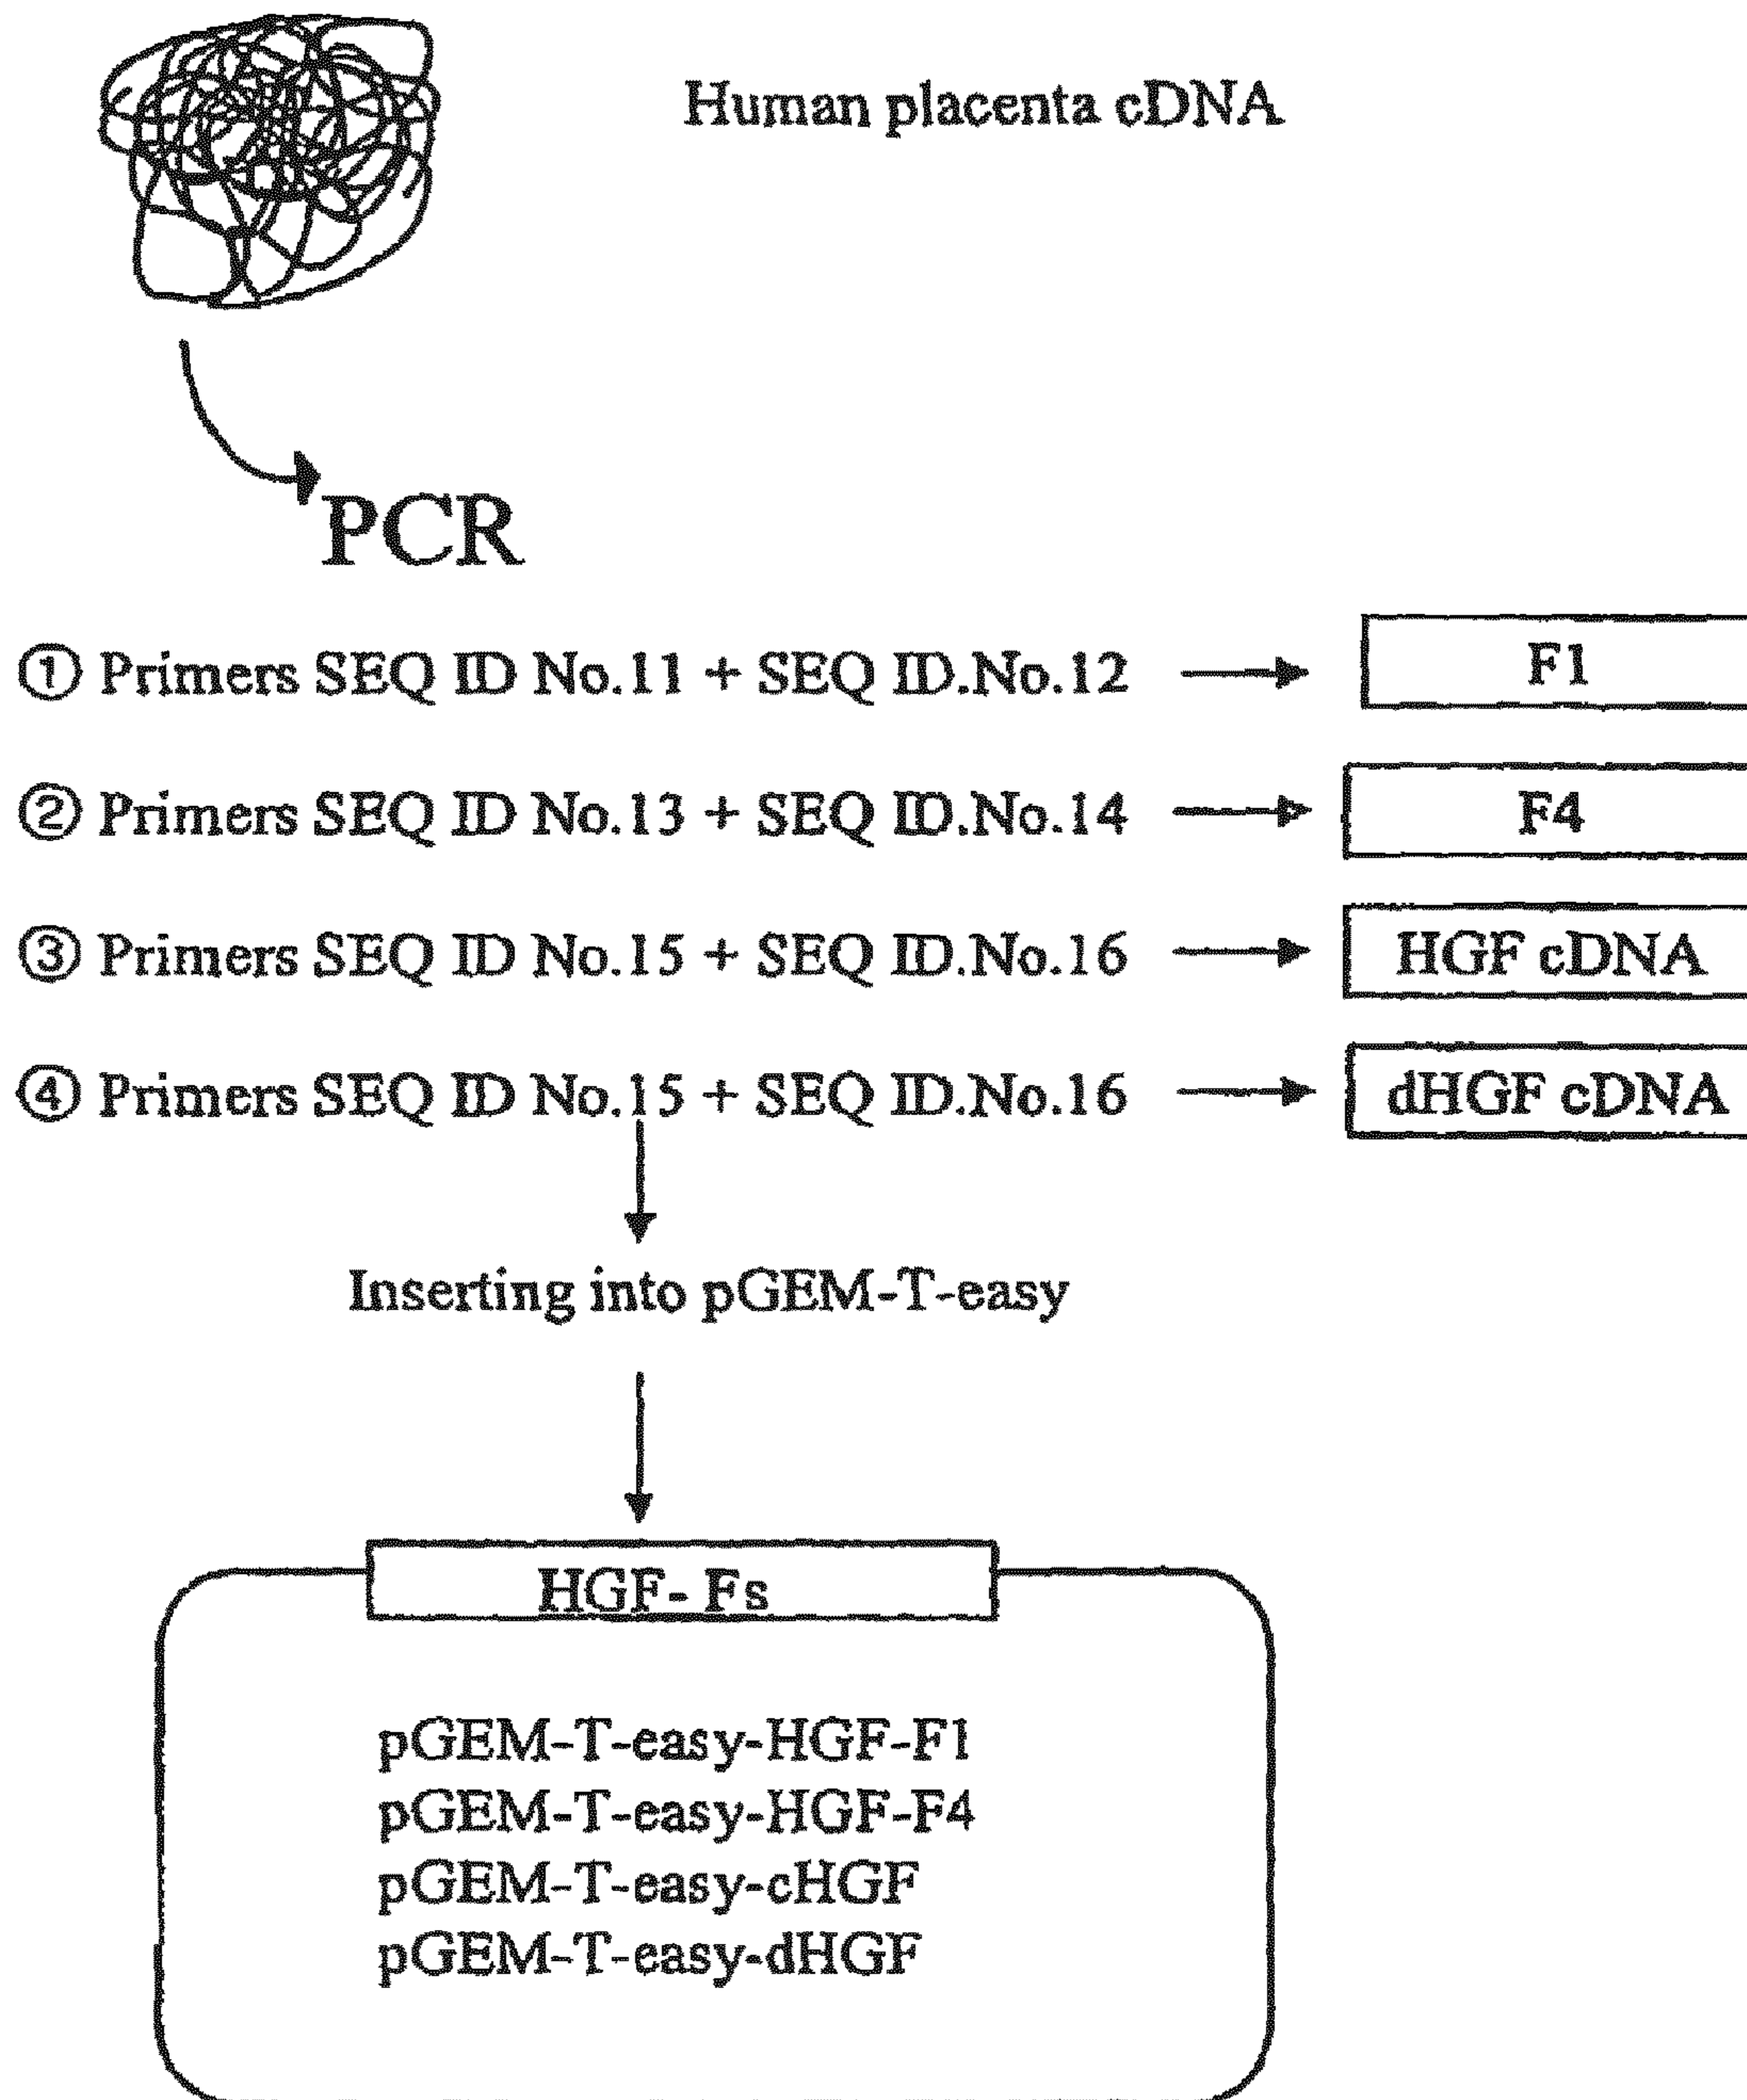 Human placenta cDNA
PCR
① Primers SEQ ID No.11 + SEQ ID.No.12 → F1
② Primers SEQ ID No.13 + SEQ ID.No.14 → F4
③ Primers SEQ ID No.15 + SEQ ID.No.16 → HGF cDNA
④ Primers SEQ ID No.15 + SEQ ID.No.16 → dHGF cDNA
Inserting into pGEM-T-easy
HGF- Fs
pGEM-T-easy-HGF-F1
pGEM-T-easy-HGF-F4
pGEM-T-easy-cHGF
pGEM-T-easy-dHGF